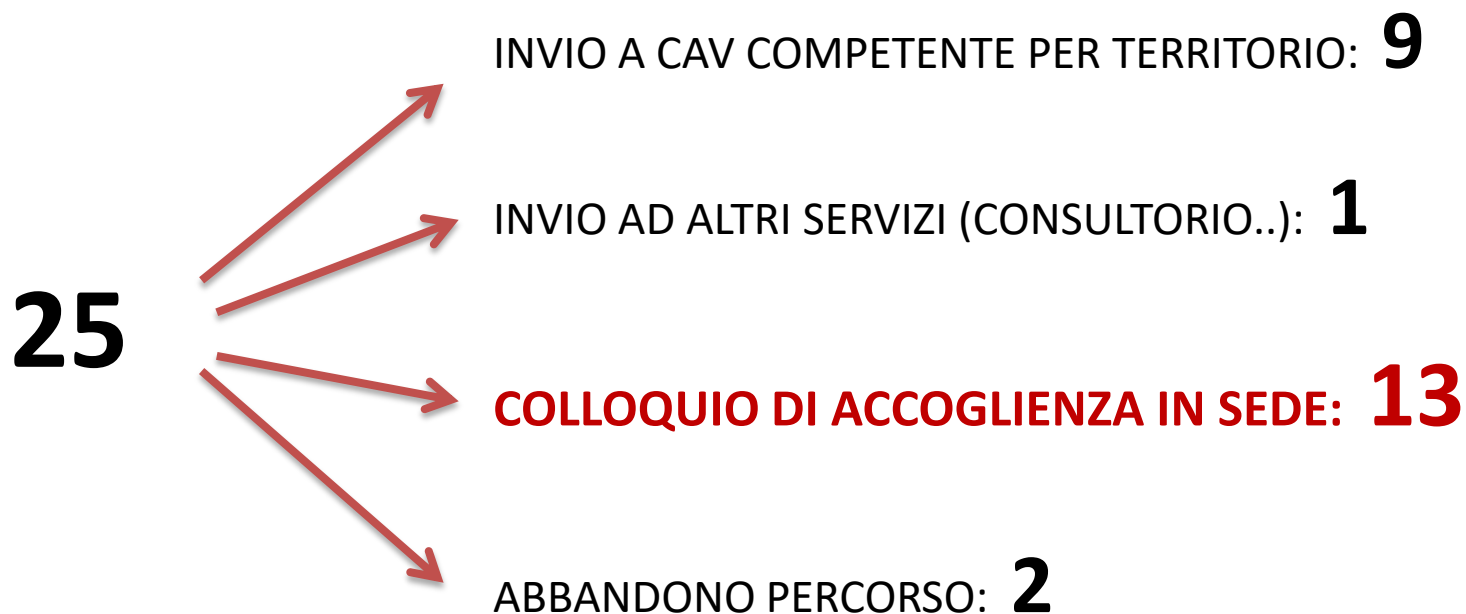 INVIO A CAV COMPETENTE PER TERRITORIO: 9
INVIO AD ALTRI SERVIZI (CONSULTORIO..): 1
25
COLLOQUIO DI ACCOGLIENZA IN SEDE: 13
ABBANDONO PERCORSO: 2